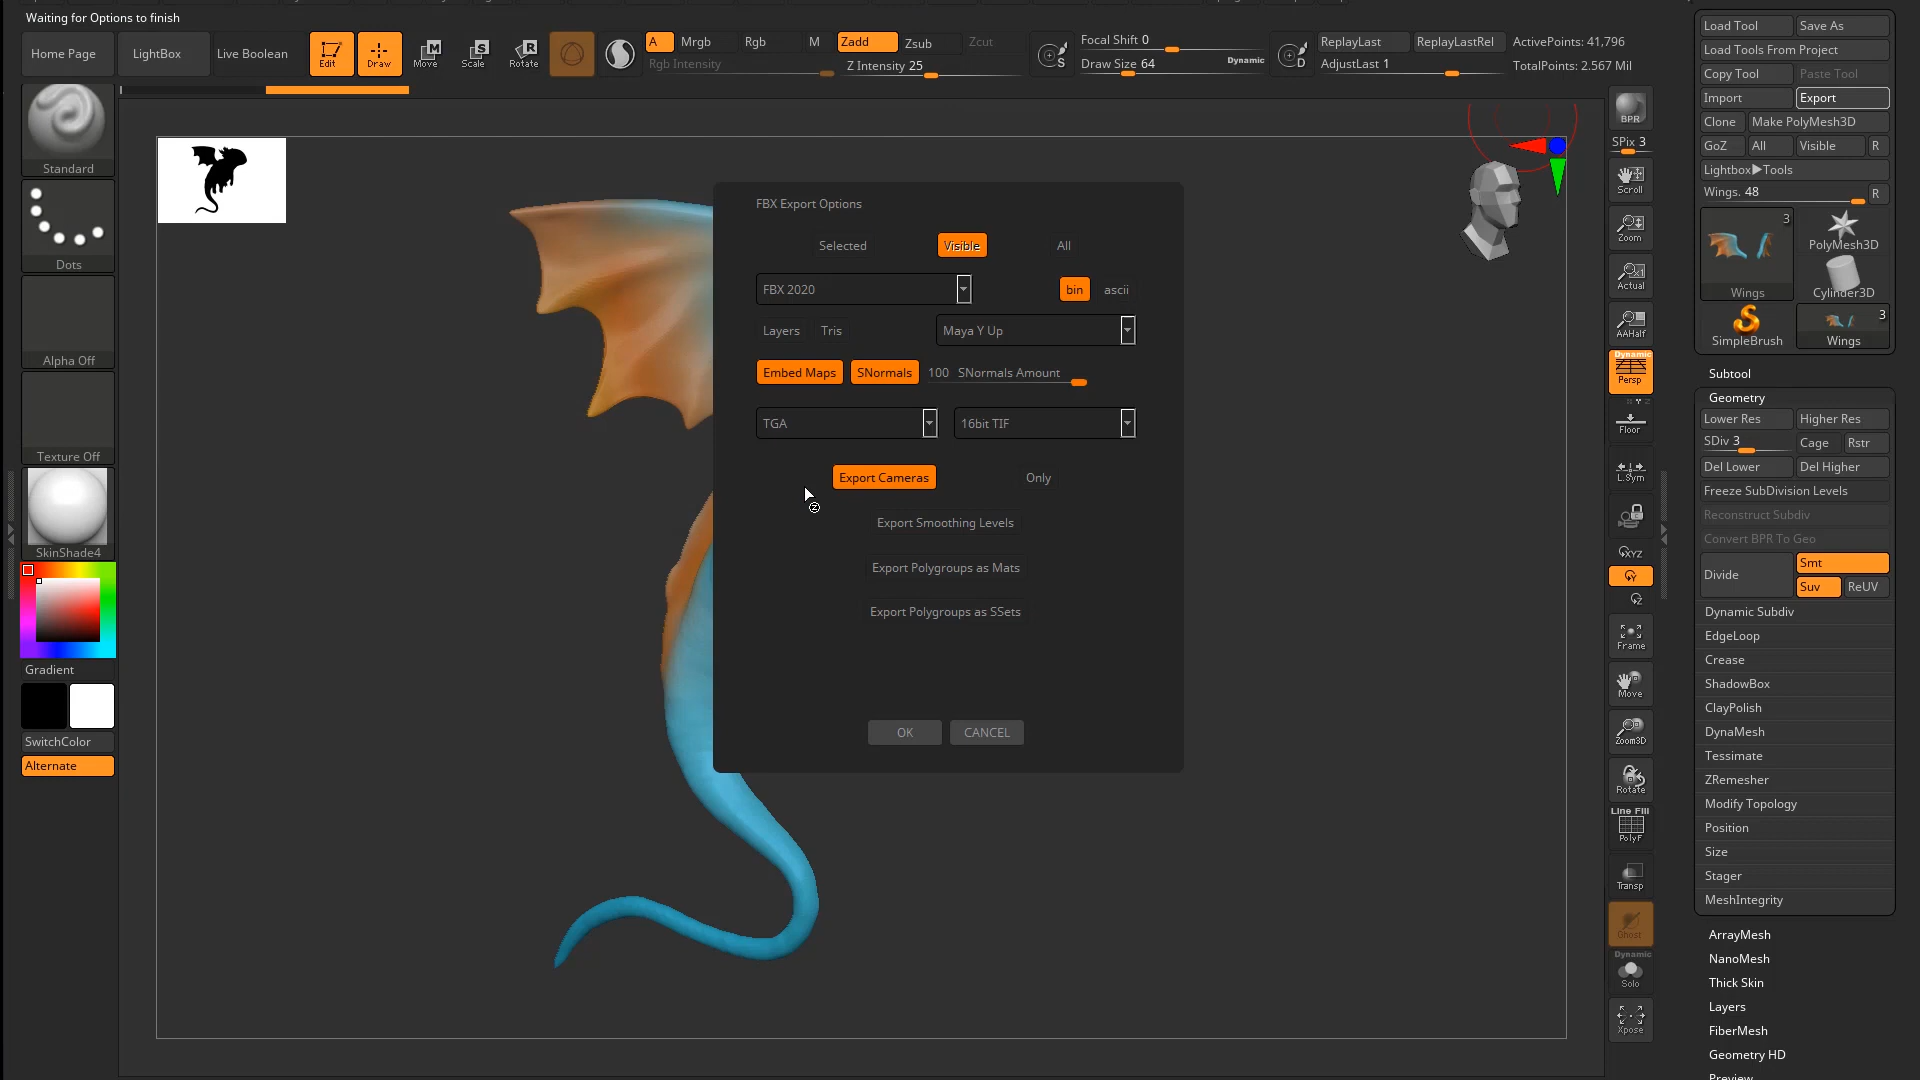 Waiting for Options to finish
Home Page
LightBox
Live Boolean
Edit
Draw
Move
Scale
Rotate
A
Mrgb
Rgb
M
Zadd
Zsub
Zcut
Rgb Intensity
Z Intensity 25
Focal Shift 0
Draw Size 64
Dynamic
ReplayLast
ReplayLastRel
AdjustLast 1
ActivePoints: 41,796
TotalPoints: 2.567 Mil
Standard
Dots
Alpha Off
Texture Off
SkinShade4
Gradient
SwitchColor
Alternate
FBX Export Options
Selected
Visible
All
FBX 2020
bin
ascii
Layers
Tris
Maya Y Up
Embed Maps
SNormals
100 SNormals Amount
TGA
16bit TIF
Export Cameras
Only
Export Smoothing Levels
Export Polygroups as Mats
Export Polygroups as SSets
OK
CANCEL
BPR
SPix 3
Scroll
Zoom
Actual
AAHalf
Dynamic
Persp
Floor
L.Sym
XYZ
Y
Z
Frame
Move
Zoom3D
Rotate
Line Fill
PolyF
Transp
Ghost
Dynamic
Solo
Xpose
Load Tool
Save As
Load Tools From Project
Copy Tool
Paste Tool
Import
Export
Clone
Make PolyMesh3D
GoZ
All
Visible
R
Lightbox▶Tools
Wings. 48
R
3
Wings
PolyMesh3D
Cylinder3D
SimpleBrush
3
Wings
Subtool
Geometry
Lower Res
Higher Res
SDiv 3
Cage
Rstr
Del Lower
Del Higher
Freeze SubDivision Levels
Reconstruct Subdiv
Convert BPR To Geo
Divide
Smt
Suv
ReUV
Dynamic Subdiv
EdgeLoop
Crease
ShadowBox
ClayPolish
DynaMesh
Tessimate
ZRemesher
Modify Topology
Position
Size
Stager
MeshIntegrity
ArrayMesh
NanoMesh
Thick Skin
Layers
FiberMesh
Geometry HD
Preview